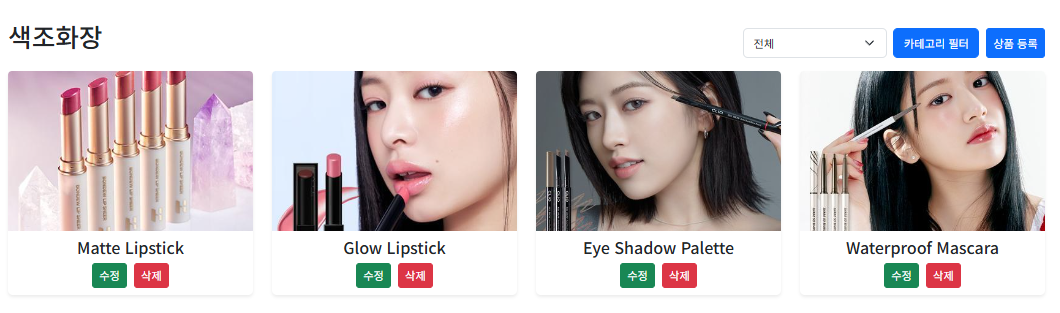 색조화장
전체
카테고리 필터
상품 등록
Matte Lipstick
수정 삭제
Glow Lipstick
수정 삭제
Eye Shadow Palette
수정 삭제
Waterproof Mascara
수정 삭제